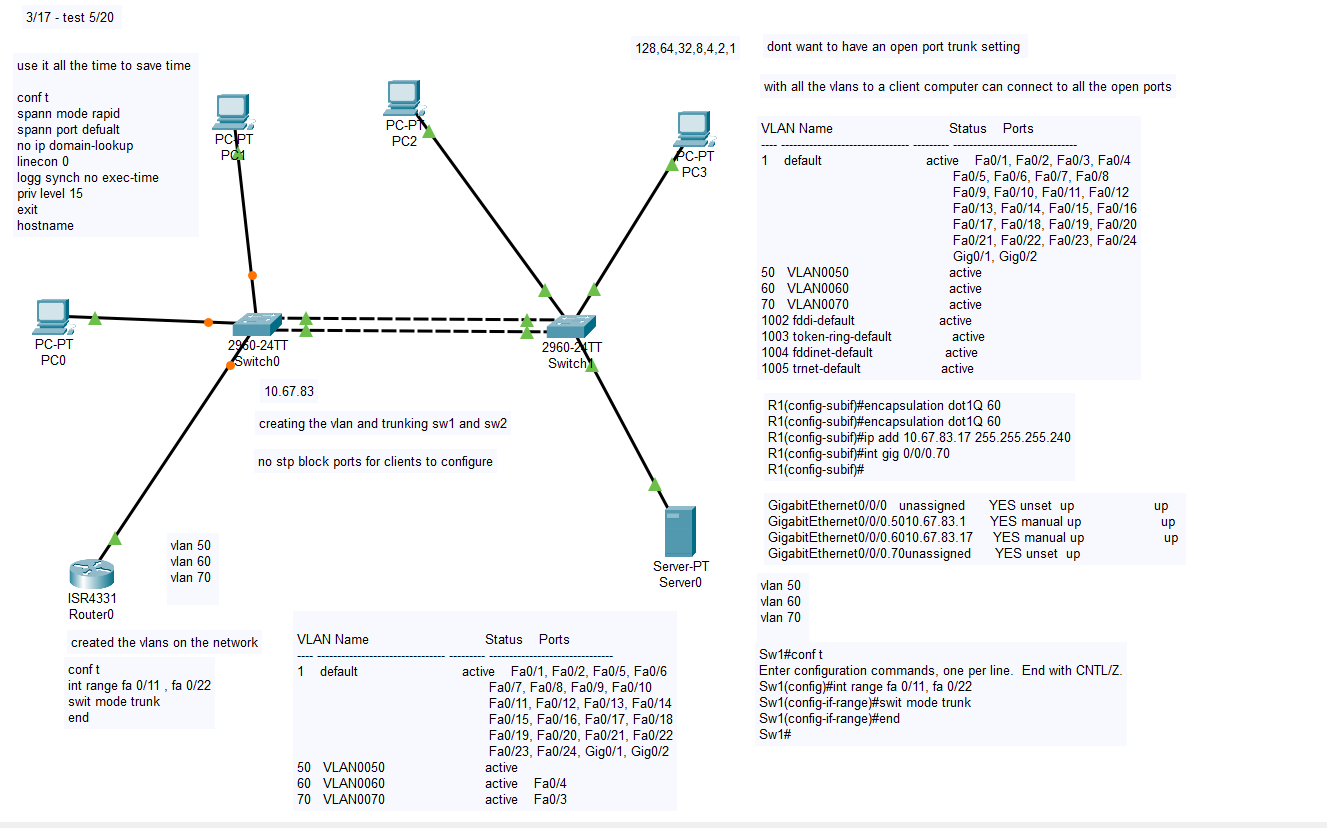 3/17 - test 5/20
use it all the time to save time
conf t
spann mode rapid
spann port defualt
no ip domain-lookup
linecon 0
logg synch no exec-time
priv level 15
exit
hostname
PC-PT
PC1
PC-PT
PC2
PC-PT
PC3
PC-PT
PC0
2960-24TT
Switch0
2960-24TT
Switch1
10.67.83
creating the vlan and trunking sw1 and sw2
no stp block ports for clients to configure
Server-PT
Server0
ISR4331
Router0
vlan 50
vlan 60
vlan 70
created the vlans on the network
conf t
int range fa 0/11 , fa 0/22
swit mode trunk
end
VLAN Name Status Ports
---- -------------------------------- --------- -------------------------------
1 default active Fa0/1, Fa0/2, Fa0/5, Fa0/6
Fa0/7, Fa0/8, Fa0/9, Fa0/10
Fa0/11, Fa0/12, Fa0/13, Fa0/14
Fa0/15, Fa0/16, Fa0/17, Fa0/18
Fa0/19, Fa0/20, Fa0/21, Fa0/22
Fa0/23, Fa0/24, Gig0/1, Gig0/2
50 VLAN0050 active
60 VLAN0060 active Fa0/4
70 VLAN0070 active Fa0/3
128,64,32,8,4,2,1
dont want to have an open port trunk setting
with all the vlans to a client computer can connect to all the open ports
VLAN Name Status Ports
---- -------------------------------- --------- -------------------------------
1 default active Fa0/1, Fa0/2, Fa0/3, Fa0/4
Fa0/5, Fa0/6, Fa0/7, Fa0/8
Fa0/9, Fa0/10, Fa0/11, Fa0/12
Fa0/13, Fa0/14, Fa0/15, Fa0/16
Fa0/17, Fa0/18, Fa0/19, Fa0/20
Fa0/21, Fa0/22, Fa0/23, Fa0/24
Gig0/1, Gig0/2
50 VLAN0050 active
60 VLAN0060 active
70 VLAN0070 active
1002 fddi-default active
1003 token-ring-default active
1004 fddinet-default active
1005 trnet-default active
R1(config-subif)#encapsulation dot1Q 60
R1(config-subif)#encapsulation dot1Q 60
R1(config-subif)#ip add 10.67.83.17 255.255.255.240
R1(config-subif)#int gig 0/0/0.70
R1(config-subif)#
GigabitEthernet0/0/0 unassigned YES unset up up
GigabitEthernet0/0/0.5010.67.83.1 YES manual up up
GigabitEthernet0/0/0.6010.67.83.17 YES manual up up
GigabitEthernet0/0/0.70unassigned YES unset up
vlan 50
vlan 60
vlan 70
Sw1#conf t
Enter configuration commands, one per line. End with CNTL/Z.
Sw1(config)#int range fa 0/11, fa 0/22
Sw1(config-if-range)#swit mode trunk
Sw1(config-if-range)#end
Sw1#